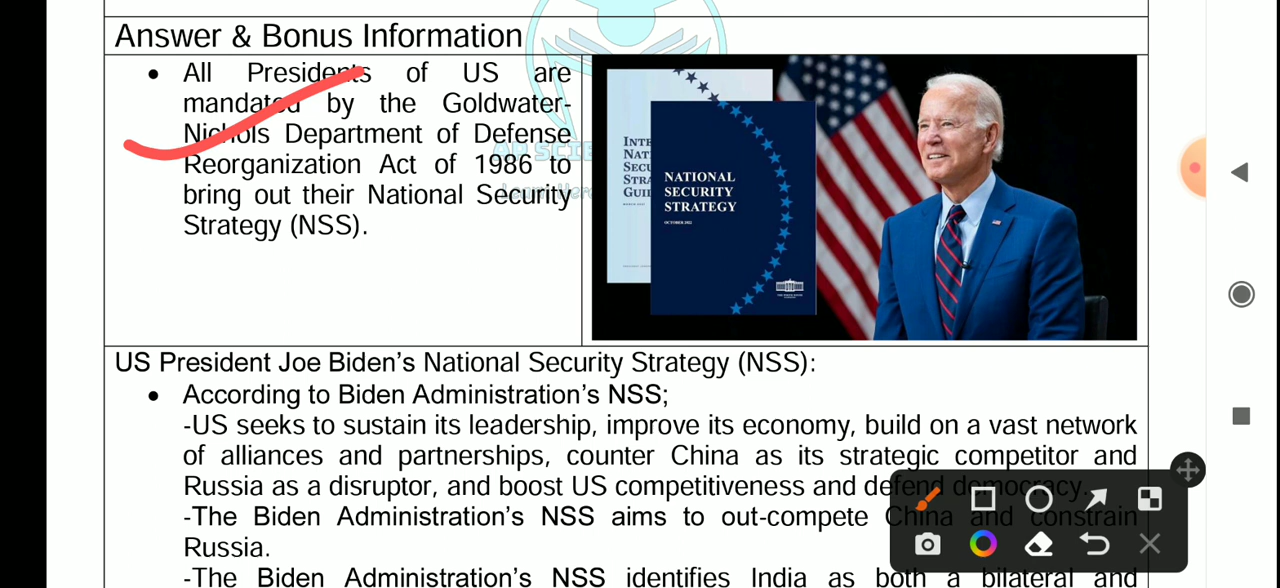 Answer & Bonus Information
• All Presidents of US are
mandated by the Goldwater-
Nichols Department of Defense
Reorganization Act of 1986 to
bring out their National Security
Strategy (NSS).
INTE
NAT
SECU
STRA
GUI
NATIONAL
SECURITY
STRATEGY
OCTOBER 2022
US President Joe Biden’s National Security Strategy (NSS):
• According to Biden Administration’s NSS;
-US seeks to sustain its leadership, improve its economy, build on a vast network
of alliances and partnerships, counter China as its strategic competitor and
Russia as a disruptor, and boost US competitiveness and defend democracy.
-The Biden Administration’s NSS aims to out-compete China and constrain
Russia.
-The Biden Administration’s NSS identifies India as both a bilateral and